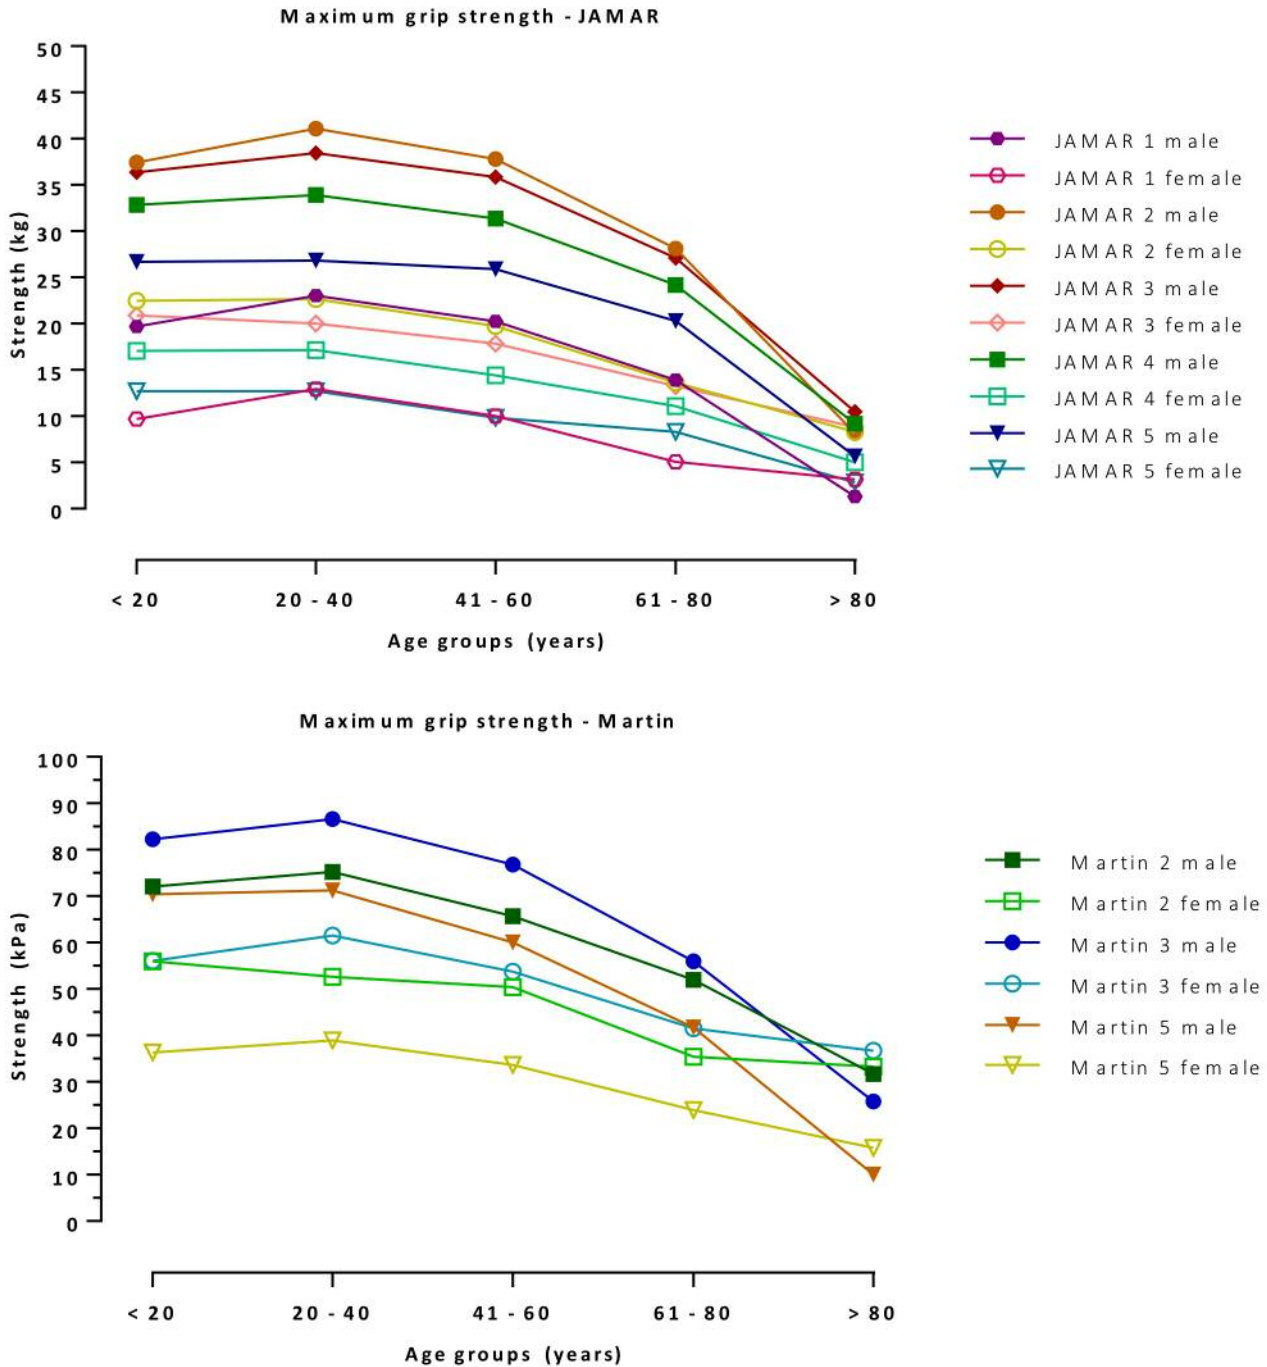 Maximum grip strength - JAMAR
50
45
40
35
30
25
20
15
10
5
0
Strength (kg)
< 20 20 - 40 41 - 60 61 - 80 > 80
Age groups (years)
JAMAR 1 male
JAMAR 1 female
JAMAR 2 male
JAMAR 2 female
JAMAR 3 male
JAMAR 3 female
JAMAR 4 male
JAMAR 4 female
JAMAR 5 male
JAMAR 5 female
Maximum grip strength - Martin
100
90
80
70
60
50
40
30
20
10
0
Strength (kPa)
< 20 20 - 40 41 - 60 61 - 80 > 80
Age groups (years)
Martin 2 male
Martin 2 female
Martin 3 male
Martin 3 female
Martin 5 male
Martin 5 female